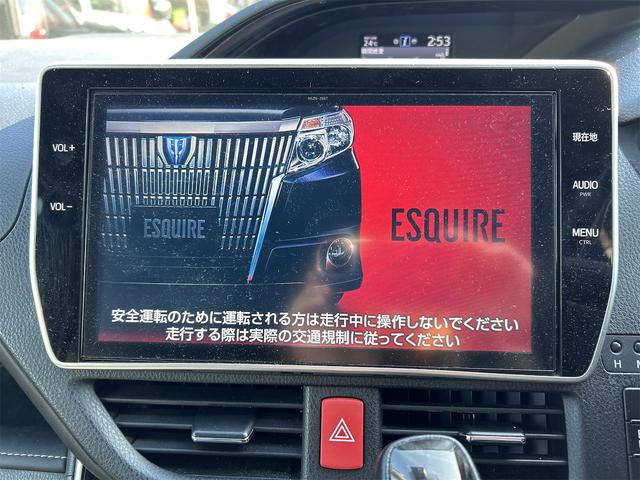 24℃
2:53
VOL+
VOL−
現在地
AUDIO
PWR
MENU
CTRL
ESQUIRE
ESQUIRE
安全運転のために運転される方は走行中に操作しないでください
走行する際は実際の交通規制に従ってください
H